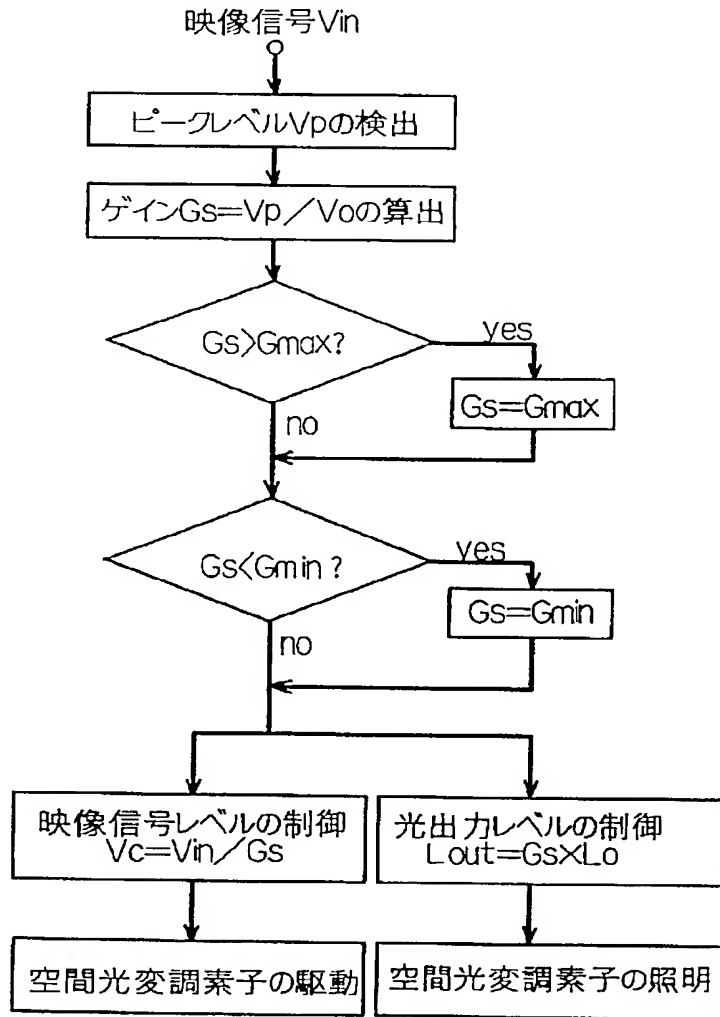 映像信号Vin
ピークレベルVpの検出
ゲインGs=Vp/Voの算出
Gs>Gmax?
yes
Gs=Gmax
no
Gs<Gmin?
yes
Gs=Gmin
no
映像信号レベルの制御
Vc=Vin/Gs
光出力レベルの制御
Lout=Gs×Lo
空間光変調素子の駆動
空間光変調素子の照明